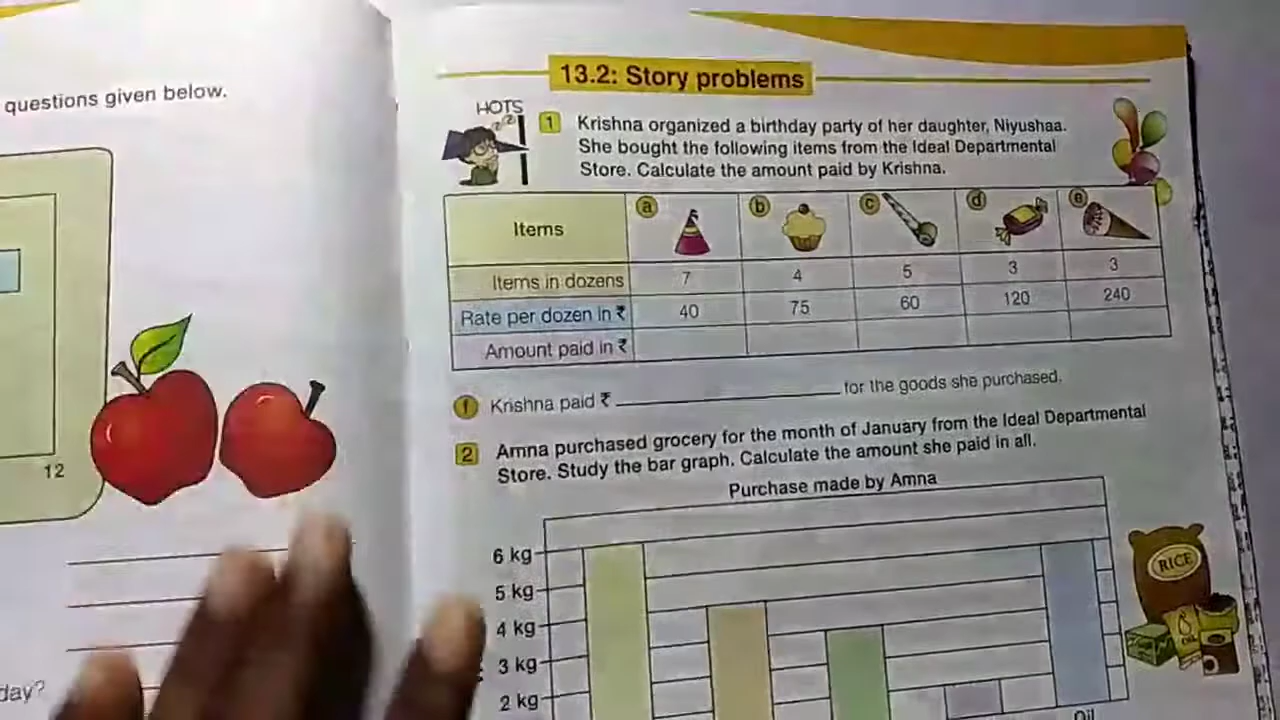 questions given below.
12
day?
13.2: Story problems
HOTS
1 Krishna organized a birthday party of her daughter, Niyushaa.
She bought the following items from the Ideal Departmental
Store. Calculate the amount paid by Krishna.
Items a b c d e
Items in dozens 7 4 5 3 3
Rate per dozen in ₹ 40 75 60 120 240
Amount paid in ₹
f Krishna paid ₹ for the goods she purchased.
2 Amna purchased grocery for the month of January from the Ideal Departmental
Store. Study the bar graph. Calculate the amount she paid in all.
Purchase made by Amna
6 kg
5 kg
4 kg
3 kg
2 kg
Oil
RICE
OIL